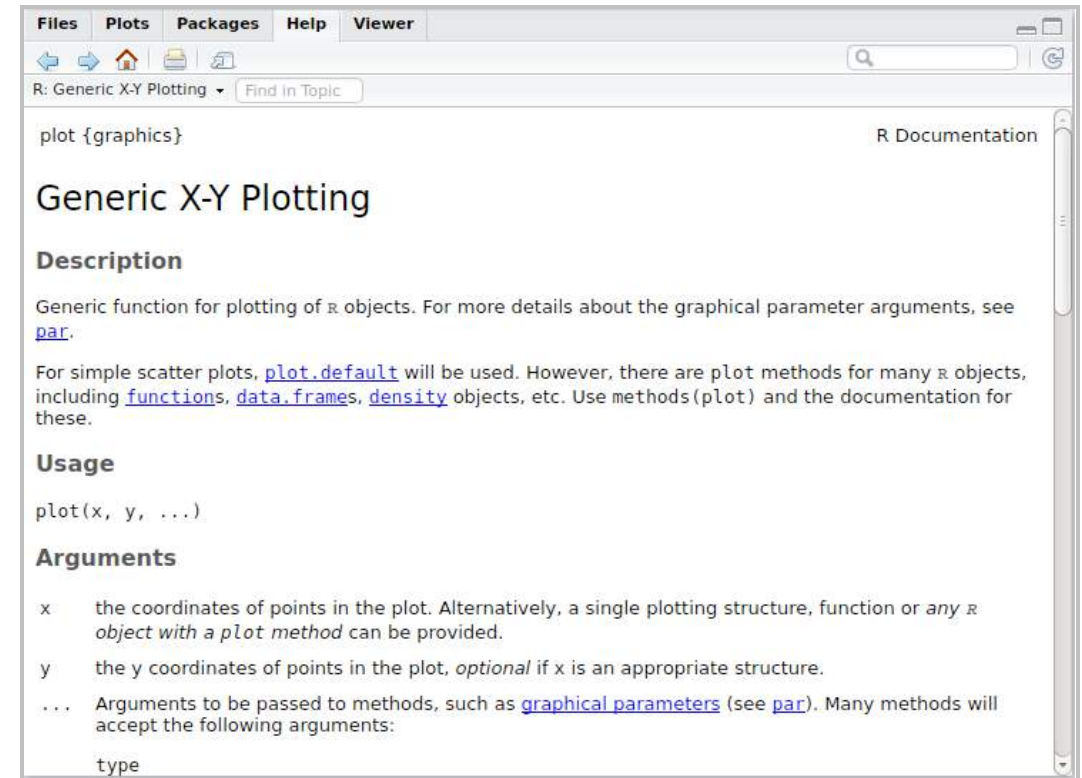 Files Plots Packages Help Viewer
R: Generic X-Y Plotting Find in Topic
plot {graphics} R Documentation
Generic X-Y Plotting
Description
Generic function for plotting of R objects. For more details about the graphical parameter arguments, see
par.
For simple scatter plots, plot.default will be used. However, there are plot methods for many R objects,
including functions, data.frames, density objects, etc. Use methods(plot) and the documentation for
these.
Usage
plot(x, y, ...)
Arguments
x the coordinates of points in the plot. Alternatively, a single plotting structure, function or any R
object with a plot method can be provided.
y the y coordinates of points in the plot, optional if x is an appropriate structure.
... Arguments to be passed to methods, such as graphical parameters (see par). Many methods will
accept the following arguments:
type